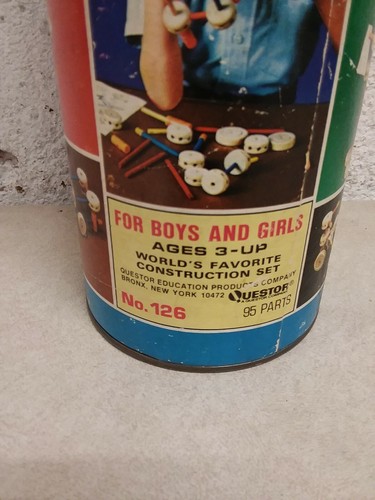 FOR BOYS AND GIRLS
AGES 3-UP
WORLD'S FAVORITE
CONSTRUCTION SET
QUESTOR EDUCATION PRODUCTS COMPANY
BRONX, NEW YORK 10472
QUESTOR
No. 126
95 PARTS